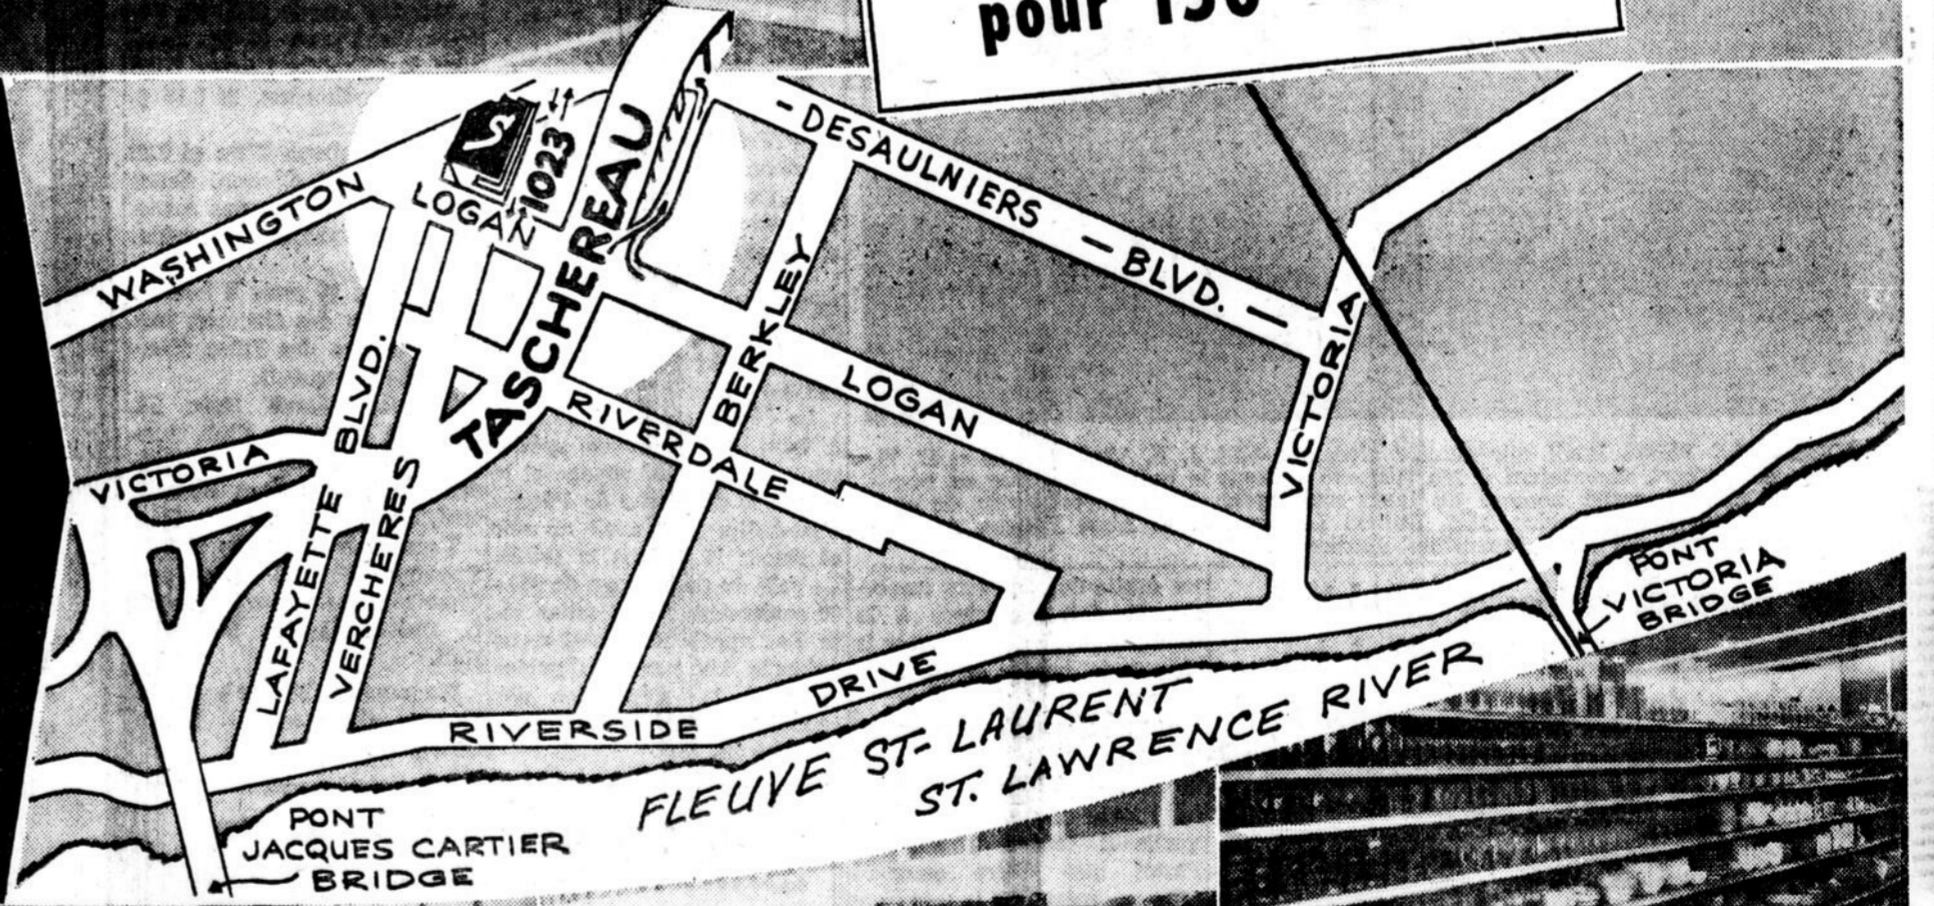 pour 150
- DESAULNIERS - BLVD. -
1023
LOGAN
TASCHEREAU
WASHINGTON
BERKLEY
LOGAN
VICTORIA
RIVERDALE
VICTORIA
LAFAYETTE BLVD.
VERCHERES
RIVERSIDE DRIVE
PONT
VICTORIA
BRIDGE
FLEUVE ST-LAURENT
ST. LAWRENCE RIVER
PONT
JACQUES CARTIER
BRIDGE